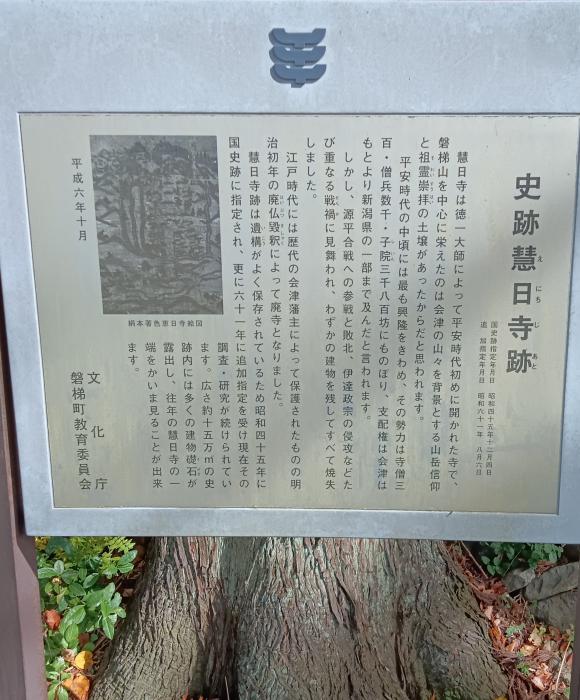 史跡慧日寺跡
えにちじあと
国史跡指定年月日　昭和四十五年十二月四日
追加指定年月日　昭和六十一年　八月六日
慧日寺は徳一大師によって平安時代初めに開かれた寺で、
磐梯山を中心に栄えたのは会津の山々を背景とする山岳信仰
と祖霊崇拝の土壌があったからだと思われます。
平安時代の中頃には最も興隆をきわめ、その勢力は寺僧三
百・僧兵数千・子院三千八百坊にものぼり、支配権は会津は
もとより新潟県の一部まで及んだと言われます。
しかし、源平合戦への参戦と敗北、伊達政宗の侵攻などた
び重なる戦禍に見舞われ、わずかの建物を残してすべて焼失
しました。
江戸時代には歴代の会津藩主によって保護されたものの明
治初年の廃仏毀釈によって廃寺となりました。
慧日寺跡は遺構がよく保存されているため昭和四十五年に
国史跡に指定され、更に六十一年に追加指定を受け現在その
調査・研究が続けられてい
ます。広さ約十五万㎡の史
跡内には多くの建物礎石が
露出し、往年の慧日寺の一
端をかいま見ることが出来
ます。
絹本著色恵日寺絵図
平成六年十月
文化庁
磐梯町教育委員会